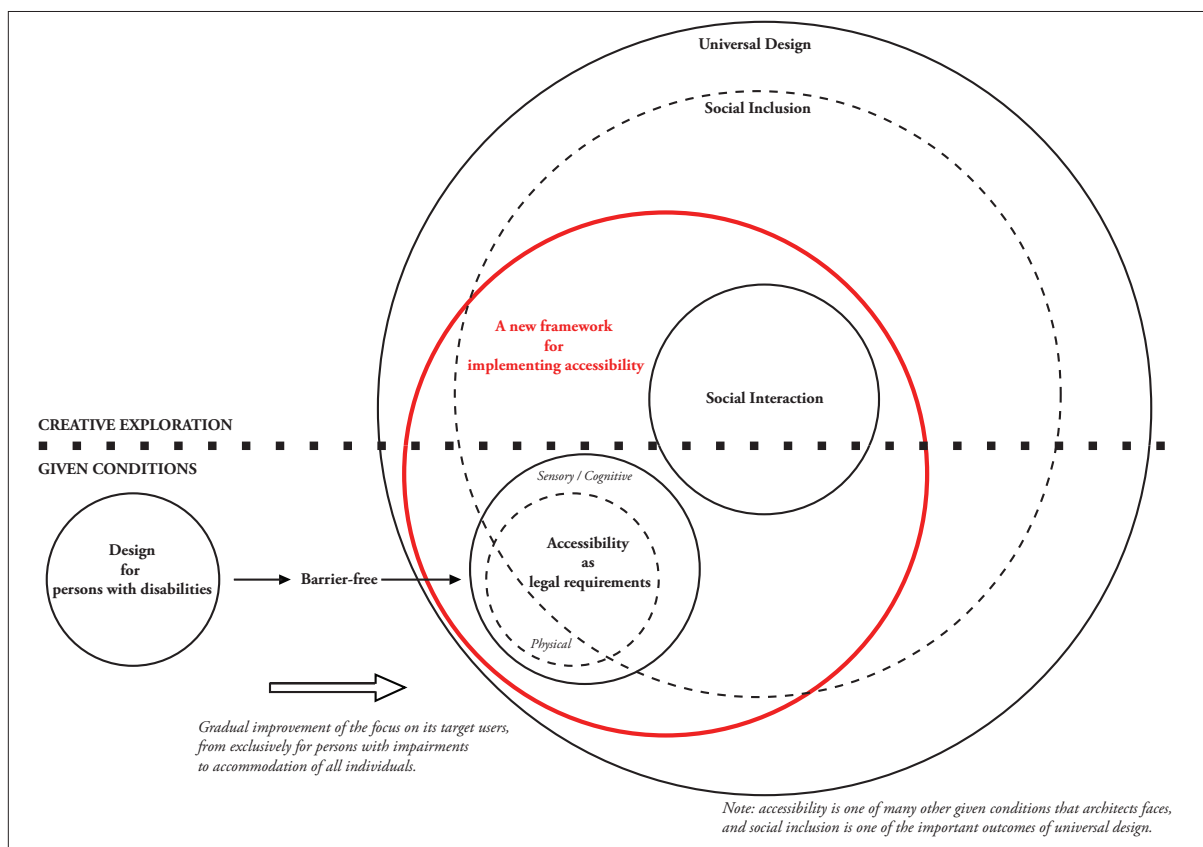 Universal Design
Social Inclusion
A new framework
for
implementing accessibility
Social Interaction
CREATIVE EXPLORATION
GIVEN CONDITIONS
Sensory / Cognitive
Design
for
persons with disabilities
Barrier-free
Accessibility
as
legal requirements
Physical
Gradual improvement of the focus on its target users,
from exclusively for persons with impairments
to accommodation of all individuals.
Note: accessibility is one of many other given conditions that architects faces,
and social inclusion is one of the important outcomes of universal design.